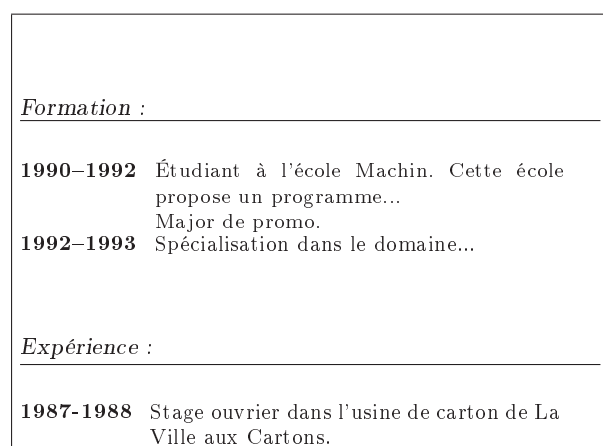 Formation :
1990–1992 Étudiant à l'école Machin. Cette école
propose un programme...
Major de promo.
1992–1993 Spécialisation dans le domaine...
Expérience :
1987-1988 Stage ouvrier dans l'usine de carton de La
Ville aux Cartons.